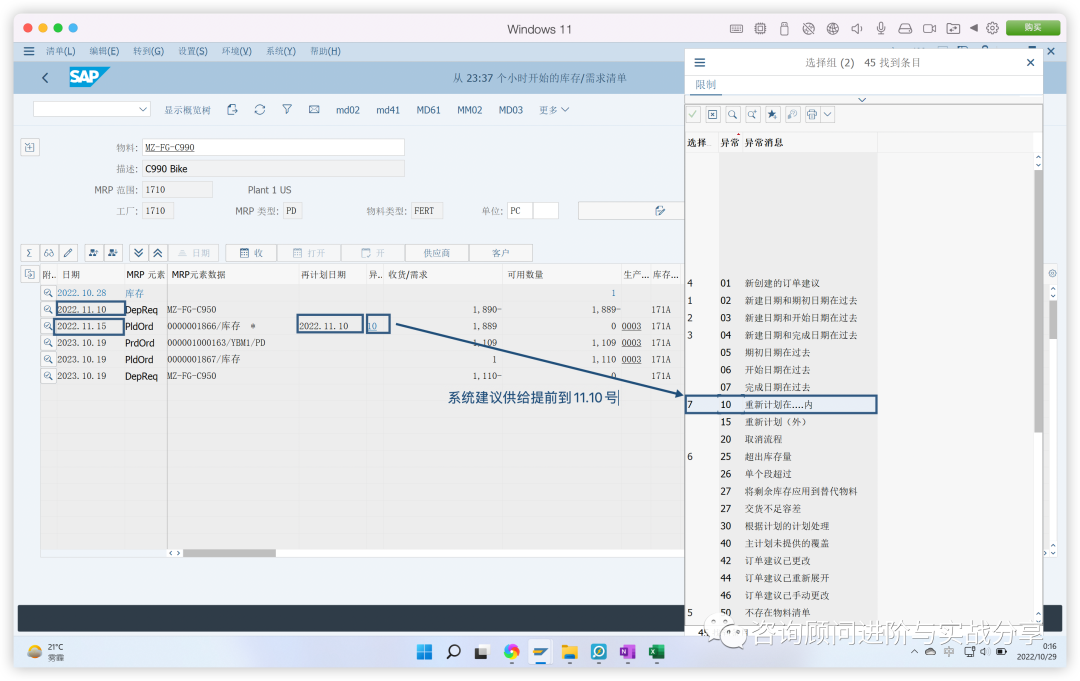 Windows 11
购买
清单(L) 编辑(E) 转到(G) 设置(S) 环境(V) 系统(Y) 帮助(H)
SAP
从 23:37 个小时开始的库存/需求清单
显示概览树 md02 md41 MD61 MM02 MD03 更多
物料: MZ-FG-C990
描述: C990 Bike
MRP 范围: 1710 Plant 1 US
工厂: 1710 MRP 类型: PD 物料类型: FERT 单位: PC
日期 收 打开 开 供应商 客户
附.. 日期 MRP 元素 MRP元素数据 再计划日期 异.. 收货/需求 可用数量 生产... 库存...
2022.10.28 库存 1
2022.11.10 DepReq MZ-FG-C950 1,890- 1,889- 171A
2022.11.15 PldOrd 0000001866/库存 * 2022.11.10 10 1,889 0 0003 171A
2023.10.19 PrdOrd 000001000163/YBM1/PD 1,109 1,109 0003 171A
2023.10.19 PldOrd 0000001867/库存 1 1,110 0003 171A
2023.10.19 DepReq MZ-FG-C950 1,110- 0 171A
系统建议供给提前到 11.10 号
选择组 (2) 45 找到条目
限制
选择.. 异常 异常消息
4 01 新创建的订单建议
1 02 新建日期和期初日期在过去
2 03 新建日期和开始日期在过去
3 04 新建日期和完成日期在过去
05 期初日期在过去
06 开始日期在过去
07 完成日期在过去
7 10 重新计划在....内
15 重新计划（外）
20 取消流程
6 25 超出库存量
26 单个段超过
27 将剩余库存应用到替代物料
27 交货不足容差
30 根据计划的计划处理
40 主计划未提供的覆盖
42 订单建议已更改
44 订单建议已重新展开
46 订单建议已手动更改
5 50 不存在物料清单
咨询顾问进阶与实战分享
21°C
雾霾
中
0:16
2022/10/29